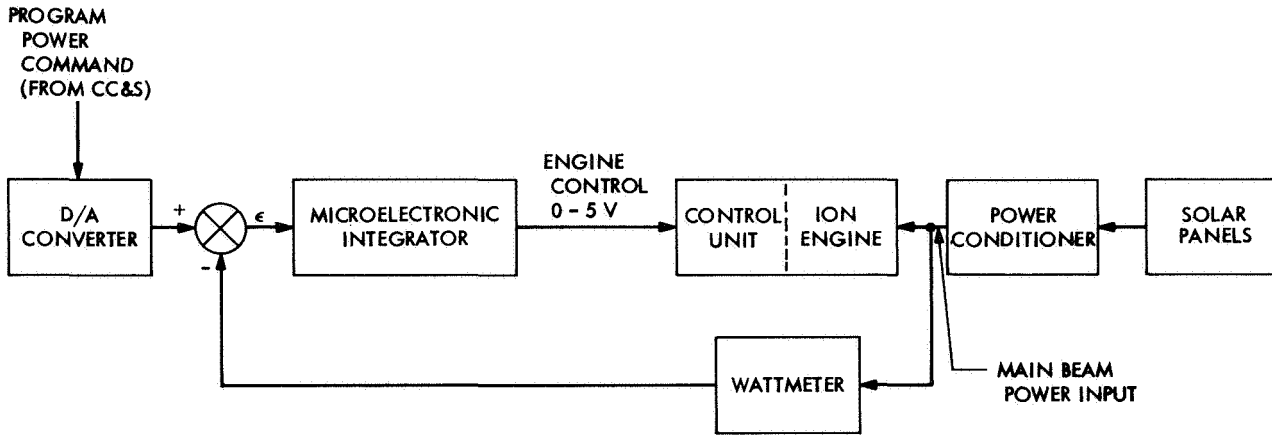 PROGRAM
POWER
COMMAND
(FROM CC&S)
D/A
CONVERTER
+
-
ϵ
MICROELECTRONIC
INTEGRATOR
ENGINE
CONTROL
0 - 5 V
CONTROL
UNIT
ION
ENGINE
POWER
CONDITIONER
SOLAR
PANELS
WATTMETER
MAIN BEAM
POWER INPUT